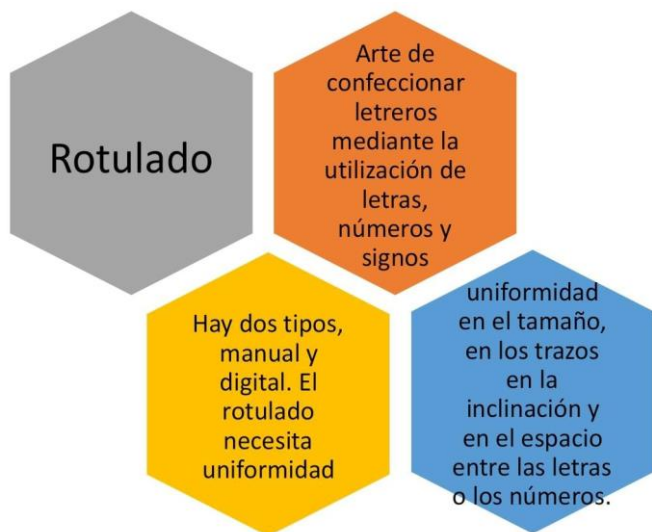 Rotulado
Arte de
confeccionar
letreros
mediante la
utilización de
letras,
números y
signos
Hay dos tipos,
manual y
digital. El
rotulado
necesita
uniformidad
uniformidad
en el tamaño,
en los trazos
en la
inclinación y
en el espacio
entre las letras
o los números.